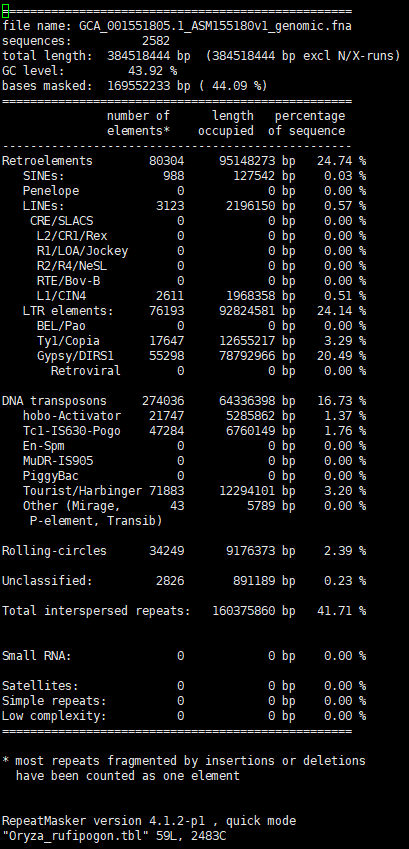 ==================================================
file name: GCA_001551805.1_ASM155180v1_genomic.fna
sequences:          2582
total length:  384518444 bp  (384518444 bp excl N/X-runs)
GC level:        43.92 %
bases masked:  169552233 bp ( 44.09 %)
==================================================
               number of      length   percentage
               elements*    occupied  of sequence
--------------------------------------------------
Retroelements        80304     95148273 bp   24.74 %
   SINEs:              988       127542 bp    0.03 %
   Penelope              0            0 bp    0.00 %
   LINEs:             3123      2196150 bp    0.57 %
    CRE/SLACS            0            0 bp    0.00 %
     L2/CR1/Rex          0            0 bp    0.00 %
     R1/LOA/Jockey       0            0 bp    0.00 %
     R2/R4/NeSL          0            0 bp    0.00 %
     RTE/Bov-B           0            0 bp    0.00 %
     L1/CIN4          2611      1968358 bp    0.51 %
   LTR elements:     76193     92824581 bp   24.14 %
     BEL/Pao             0            0 bp    0.00 %
     Ty1/Copia       17647     12655217 bp    3.29 %
     Gypsy/DIRS1     55298     78792966 bp   20.49 %
       Retroviral        0            0 bp    0.00 %

DNA transposons     274036     64336398 bp   16.73 %
   hobo-Activator    21747      5285862 bp    1.37 %
   Tc1-IS630-Pogo    47284      6760149 bp    1.76 %
   En-Spm                0            0 bp    0.00 %
   MuDR-IS905            0            0 bp    0.00 %
   PiggyBac              0            0 bp    0.00 %
   Tourist/Harbinger 71883     12294101 bp    3.20 %
   Other (Mirage,       43         5789 bp    0.00 %
    P-element, Transib)

Rolling-circles      34249      9176373 bp    2.39 %

Unclassified:         2826       891189 bp    0.23 %

Total interspersed repeats:   160375860 bp   41.71 %


Small RNA:               0            0 bp    0.00 %

Satellites:              0            0 bp    0.00 %
Simple repeats:          0            0 bp    0.00 %
Low complexity:          0            0 bp    0.00 %
==================================================

* most repeats fragmented by insertions or deletions
  have been counted as one element


RepeatMasker version 4.1.2-p1 , quick mode
"Oryza_rufipogon.tbl" 59L, 2483C